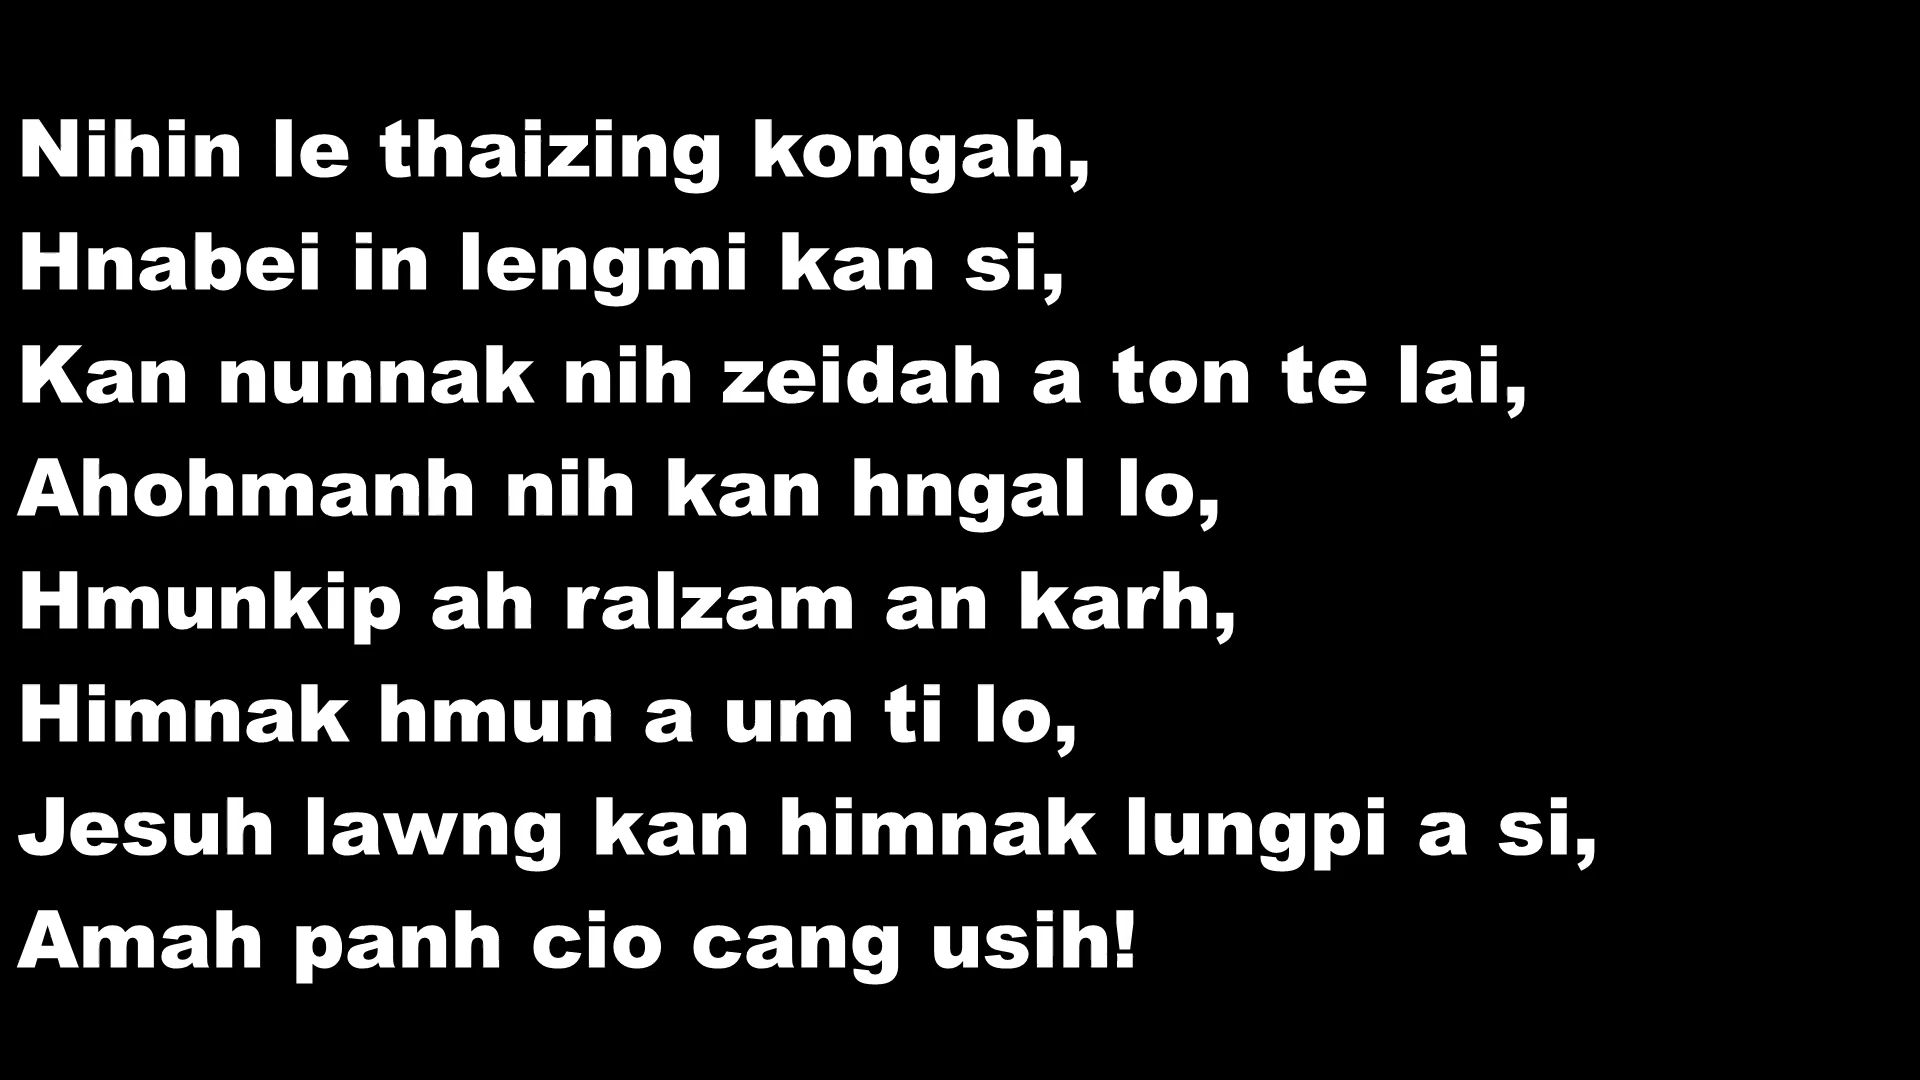 Nihin le thaizing kongah,
Hnabei in lengmi kan si,
Kan nunnak nih zeidah a ton te lai,
Ahohmanh nih kan hngal lo,
Hmunkip ah ralzam an karh,
Himnak hmun a um ti lo,
Jesuh lawng kan himnak lungpi a si,
Amah panh cio cang usih!